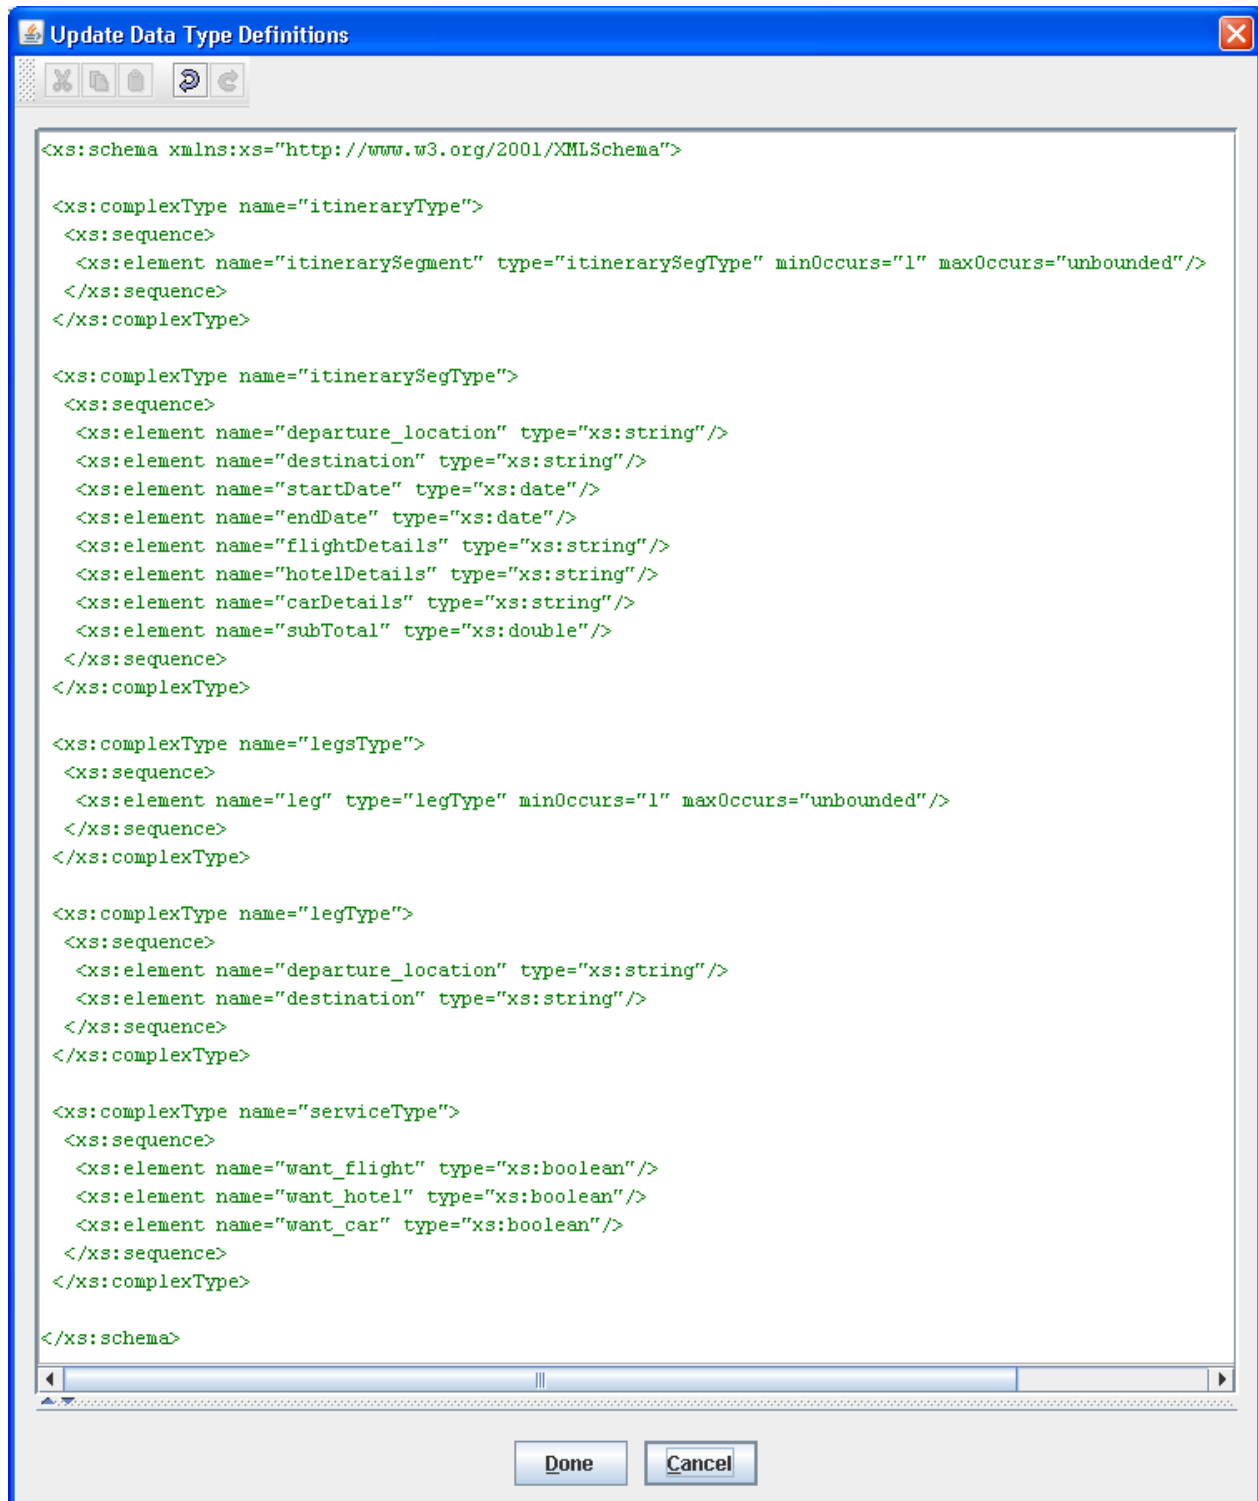 Update Data Type Definitions
<xs:schema xmlns:xs="http://www.w3.org/2001/XMLSchema">
<xs:complexType name="itineraryType">
<xs:sequence>
<xs:element name="itinerarySegment" type="itinerarySegType" minOccurs="1" maxOccurs="unbounded"/>
</xs:sequence>
</xs:complexType>
<xs:complexType name="itinerarySegType">
<xs:sequence>
<xs:element name="departure_location" type="xs:string"/>
<xs:element name="destination" type="xs:string"/>
<xs:element name="startDate" type="xs:date"/>
<xs:element name="endDate" type="xs:date"/>
<xs:element name="flightDetails" type="xs:string"/>
<xs:element name="hotelDetails" type="xs:string"/>
<xs:element name="carDetails" type="xs:string"/>
<xs:element name="subTotal" type="xs:double"/>
</xs:sequence>
</xs:complexType>
<xs:complexType name="legsType">
<xs:sequence>
<xs:element name="leg" type="legType" minOccurs="1" maxOccurs="unbounded"/>
</xs:sequence>
</xs:complexType>
<xs:complexType name="legType">
<xs:sequence>
<xs:element name="departure_location" type="xs:string"/>
<xs:element name="destination" type="xs:string"/>
</xs:sequence>
</xs:complexType>
<xs:complexType name="serviceType">
<xs:sequence>
<xs:element name="want_flight" type="xs:boolean"/>
<xs:element name="want_hotel" type="xs:boolean"/>
<xs:element name="want_car" type="xs:boolean"/>
</xs:sequence>
</xs:complexType>
</xs:schema>
Done Cancel